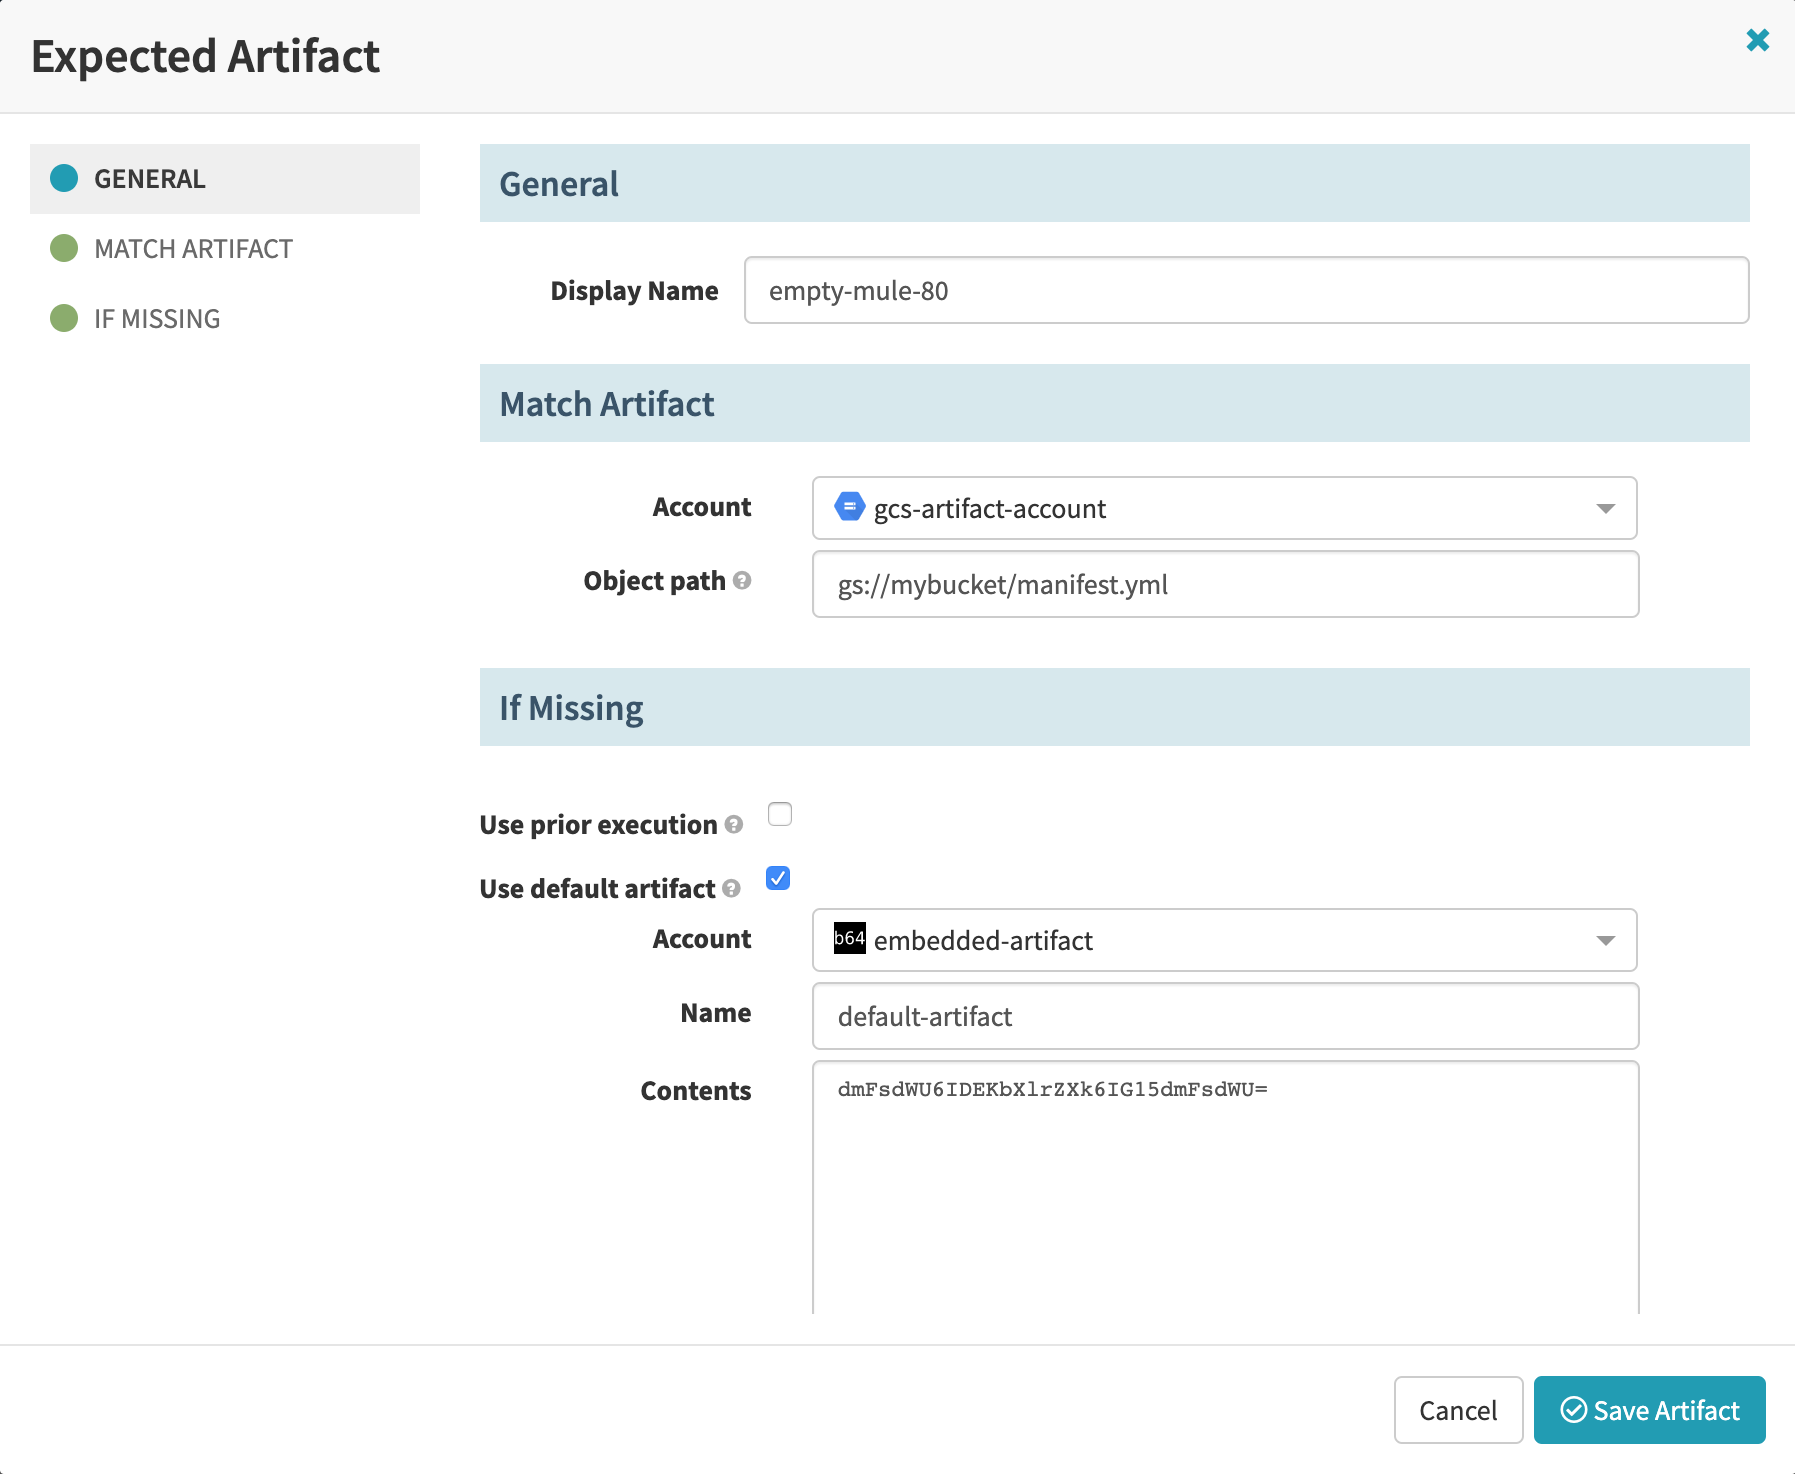 Expected Artifact
GENERAL
MATCH ARTIFACT
IF MISSING
General
Display Name empty-mule-80
Match Artifact
Account gcs-artifact-account
Object path gs://mybucket/manifest.yml
If Missing
Use prior execution
Use default artifact
Account b64 embedded-artifact
Name default-artifact
Contents dmFsdWU6IDEKbXlrZXk6IG15dmFsdWU=
Cancel Save Artifact